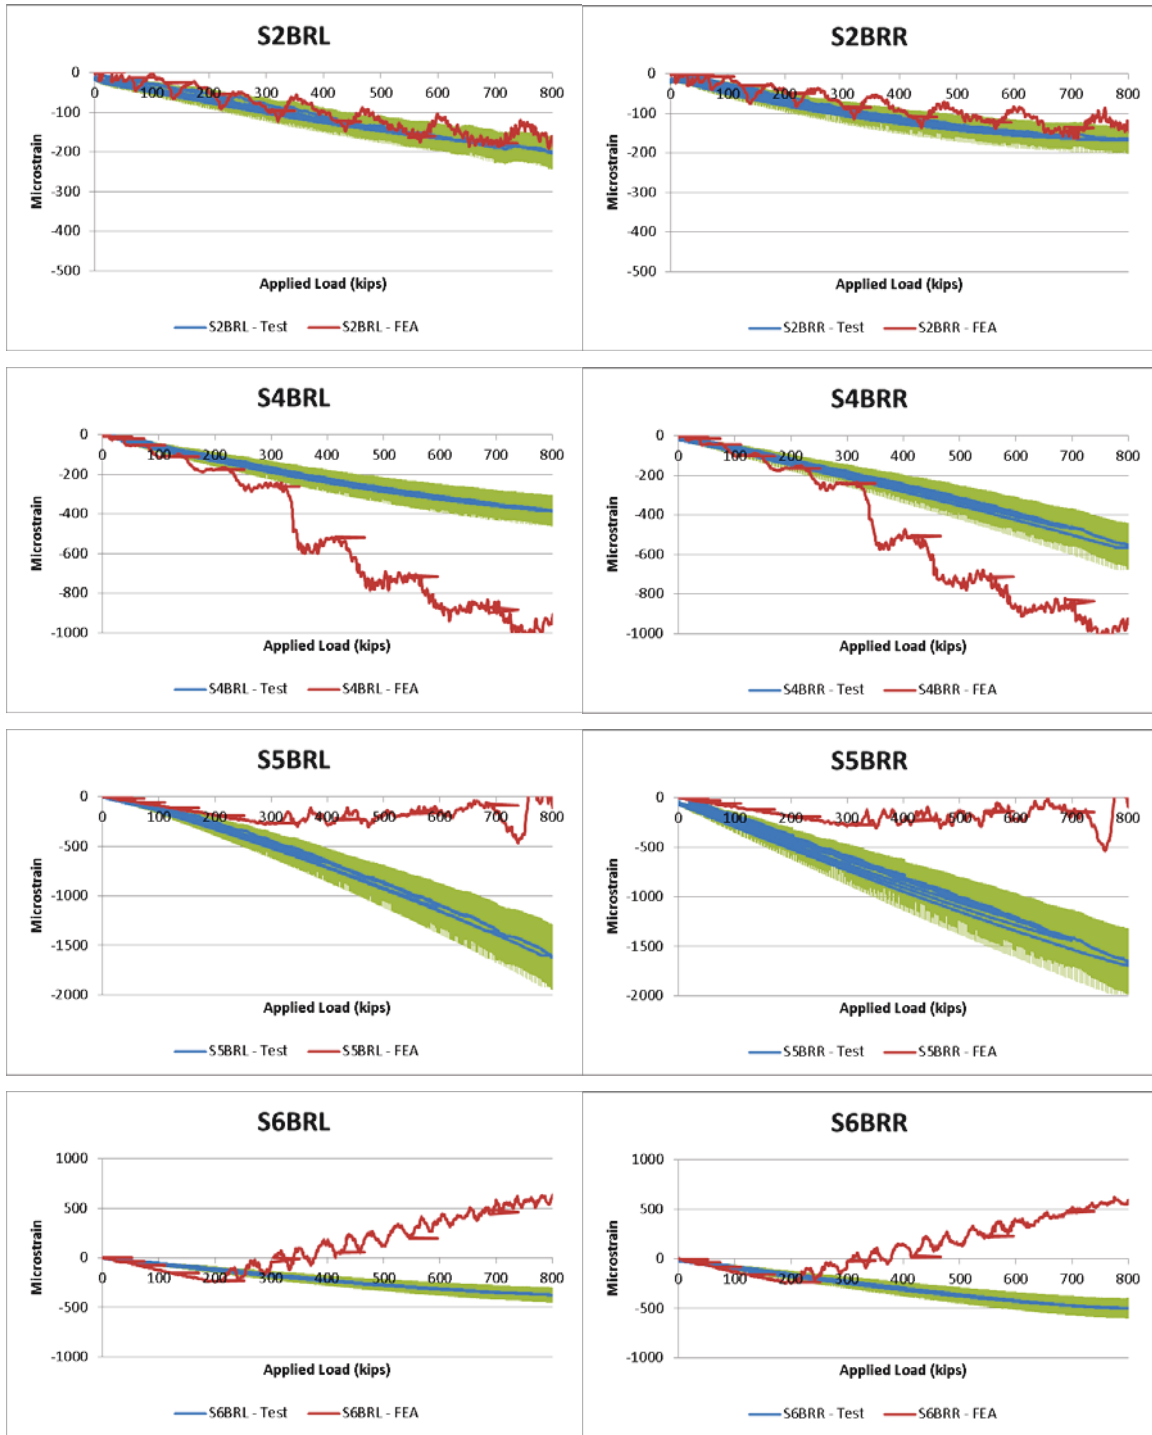 S2BRL
0
-100
-200
-300
-400
-500
0 100 200 300 400 500 600 700 800
Microstrain
Applied Load (kips)
S2BRL - Test S2BRL - FEA
S2BRR
0
-100
-200
-300
-400
-500
0 100 200 300 400 500 600 700 800
Microstrain
Applied Load (kips)
S2BRR - Test S2BRR - FEA
S4BRL
0
-200
-400
-600
-800
-1000
0 100 200 300 400 500 600 700 800
Microstrain
Applied Load (kips)
S4BRL - Test S4BRL - FEA
S4BRR
0
-200
-400
-600
-800
-1000
0 100 200 300 400 500 600 700 800
Microstrain
Applied Load (kips)
S4BRR - Test S4BRR - FEA
S5BRL
0
-500
-1000
-1500
-2000
0 100 200 300 400 500 600 700 800
Microstrain
Applied Load (kips)
S5BRL - Test S5BRL - FEA
S5BRR
0
-500
-1000
-1500
-2000
0 100 200 300 400 500 600 700 800
Microstrain
Applied Load (kips)
S5BRR - Test S5BRR - FEA
S6BRL
1000
500
0
-500
-1000
0 100 200 300 400 500 600 700 800
Microstrain
Applied Load (kips)
S6BRL - Test S6BRL - FEA
S6BRR
1000
500
0
-500
-1000
0 100 200 300 400 500 600 700 800
Microstrain
Applied Load (kips)
S6BRR - Test S6BRR - FEA